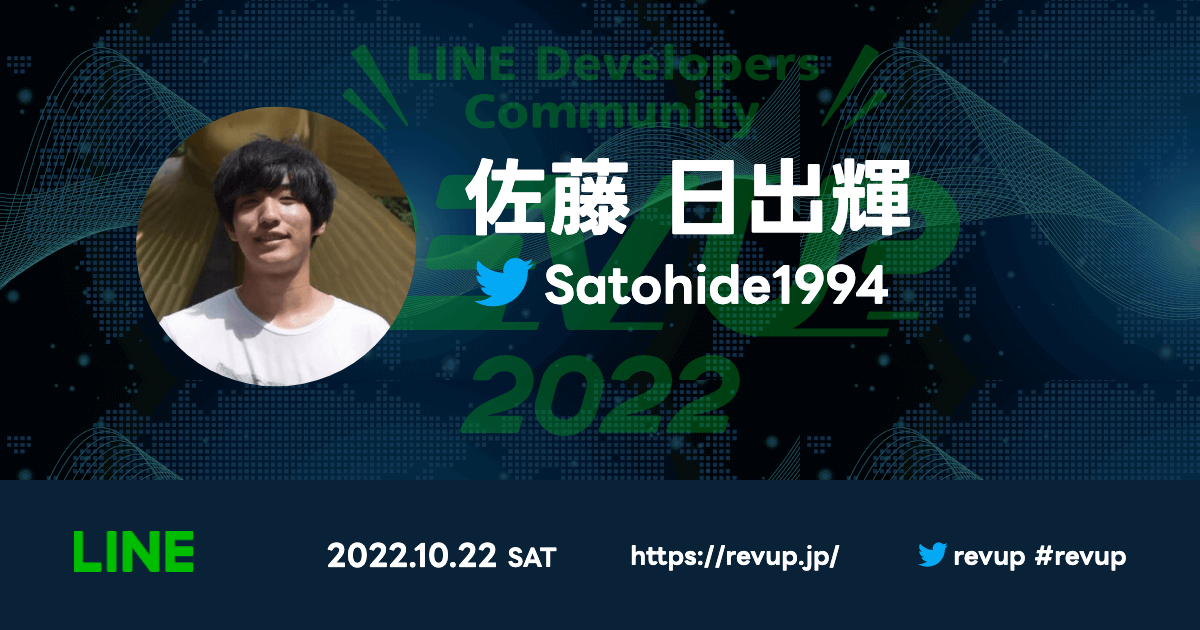 LINE Developers
Community
REVUP
2022
佐藤 日出輝
Satohide1994
LINE
2022.10.22 SAT
https://revup.jp/
revup #revup